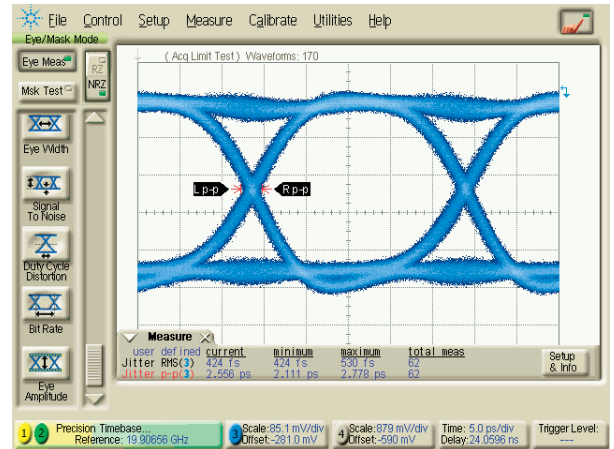 File Control Setup Measure Calibrate Utilities Help
Eye/Mask Mode
Eye Meas
Msk Test
RZ
NRZ
Eye Width
Signal
To Noise
Duty Cycle
Distortion
Bit Rate
Eye
Amplitude
( Acq Limit Test ) Waveforms: 170
L p-p
R p-p
Measure
user defined current minimum maximum total meas
Jitter RMS(3) 424 fs 424 fs 530 fs 62
Jitter p-p(3) 2.556 ps 2.111 ps 2.778 ps 62
Setup
& Info
1 2 Precision Timebase...
Reference: 19.90656 GHz
3 Scale:85.1 mV/div
Offset:-281.0 mV
4 Scale:879 mV/div
Offset:-590 mV
Time: 5.0 ps/div
Delay:24.0596 ns
Trigger Level:
---